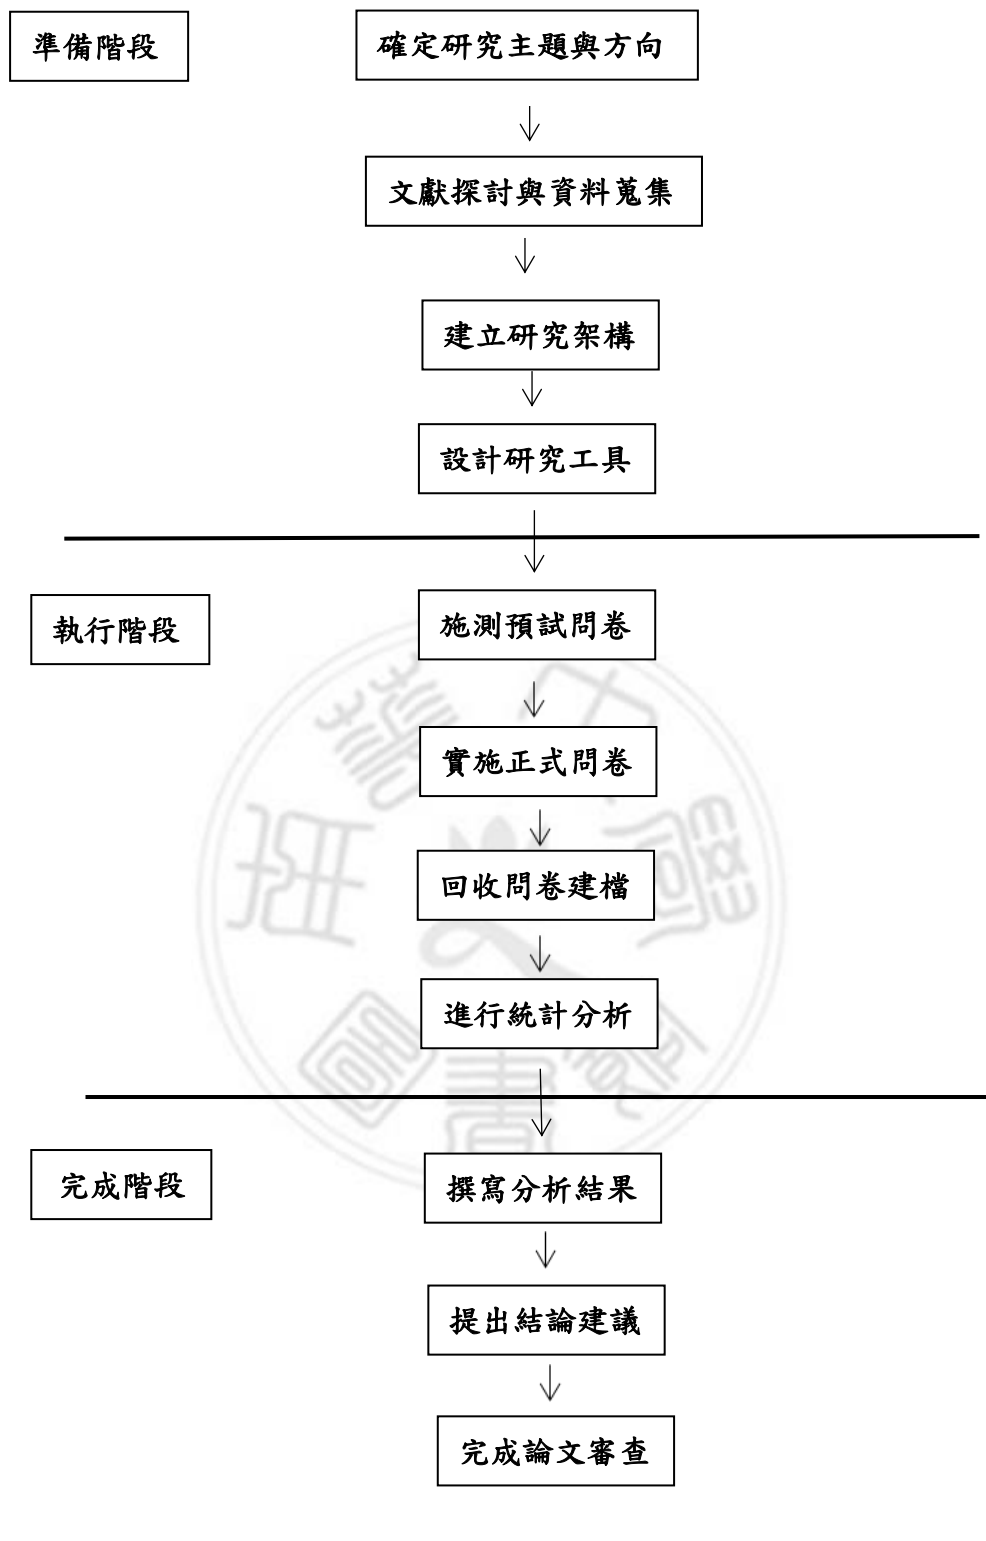 準備階段
確定研究主題與方向
文獻探討與資料蒐集
建立研究架構
設計研究工具
執行階段
施測預試問卷
實施正式問卷
回收問卷建檔
進行統計分析
完成階段
撰寫分析結果
提出結論建議
完成論文審查